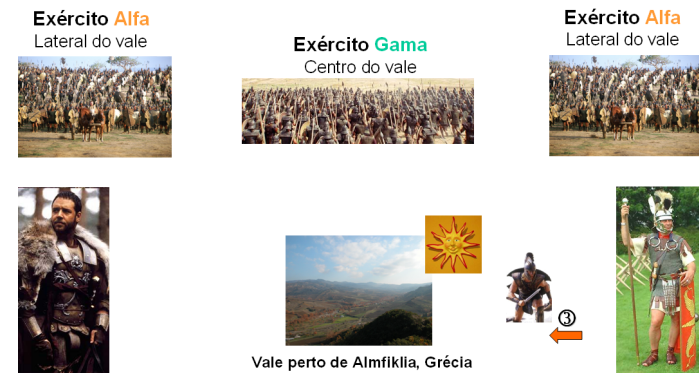 Exército Alfa
Lateral do vale
Exército Gama
Centro do vale
Exército Alfa
Lateral do vale
③
Vale perto de Almfiklia, Grécia